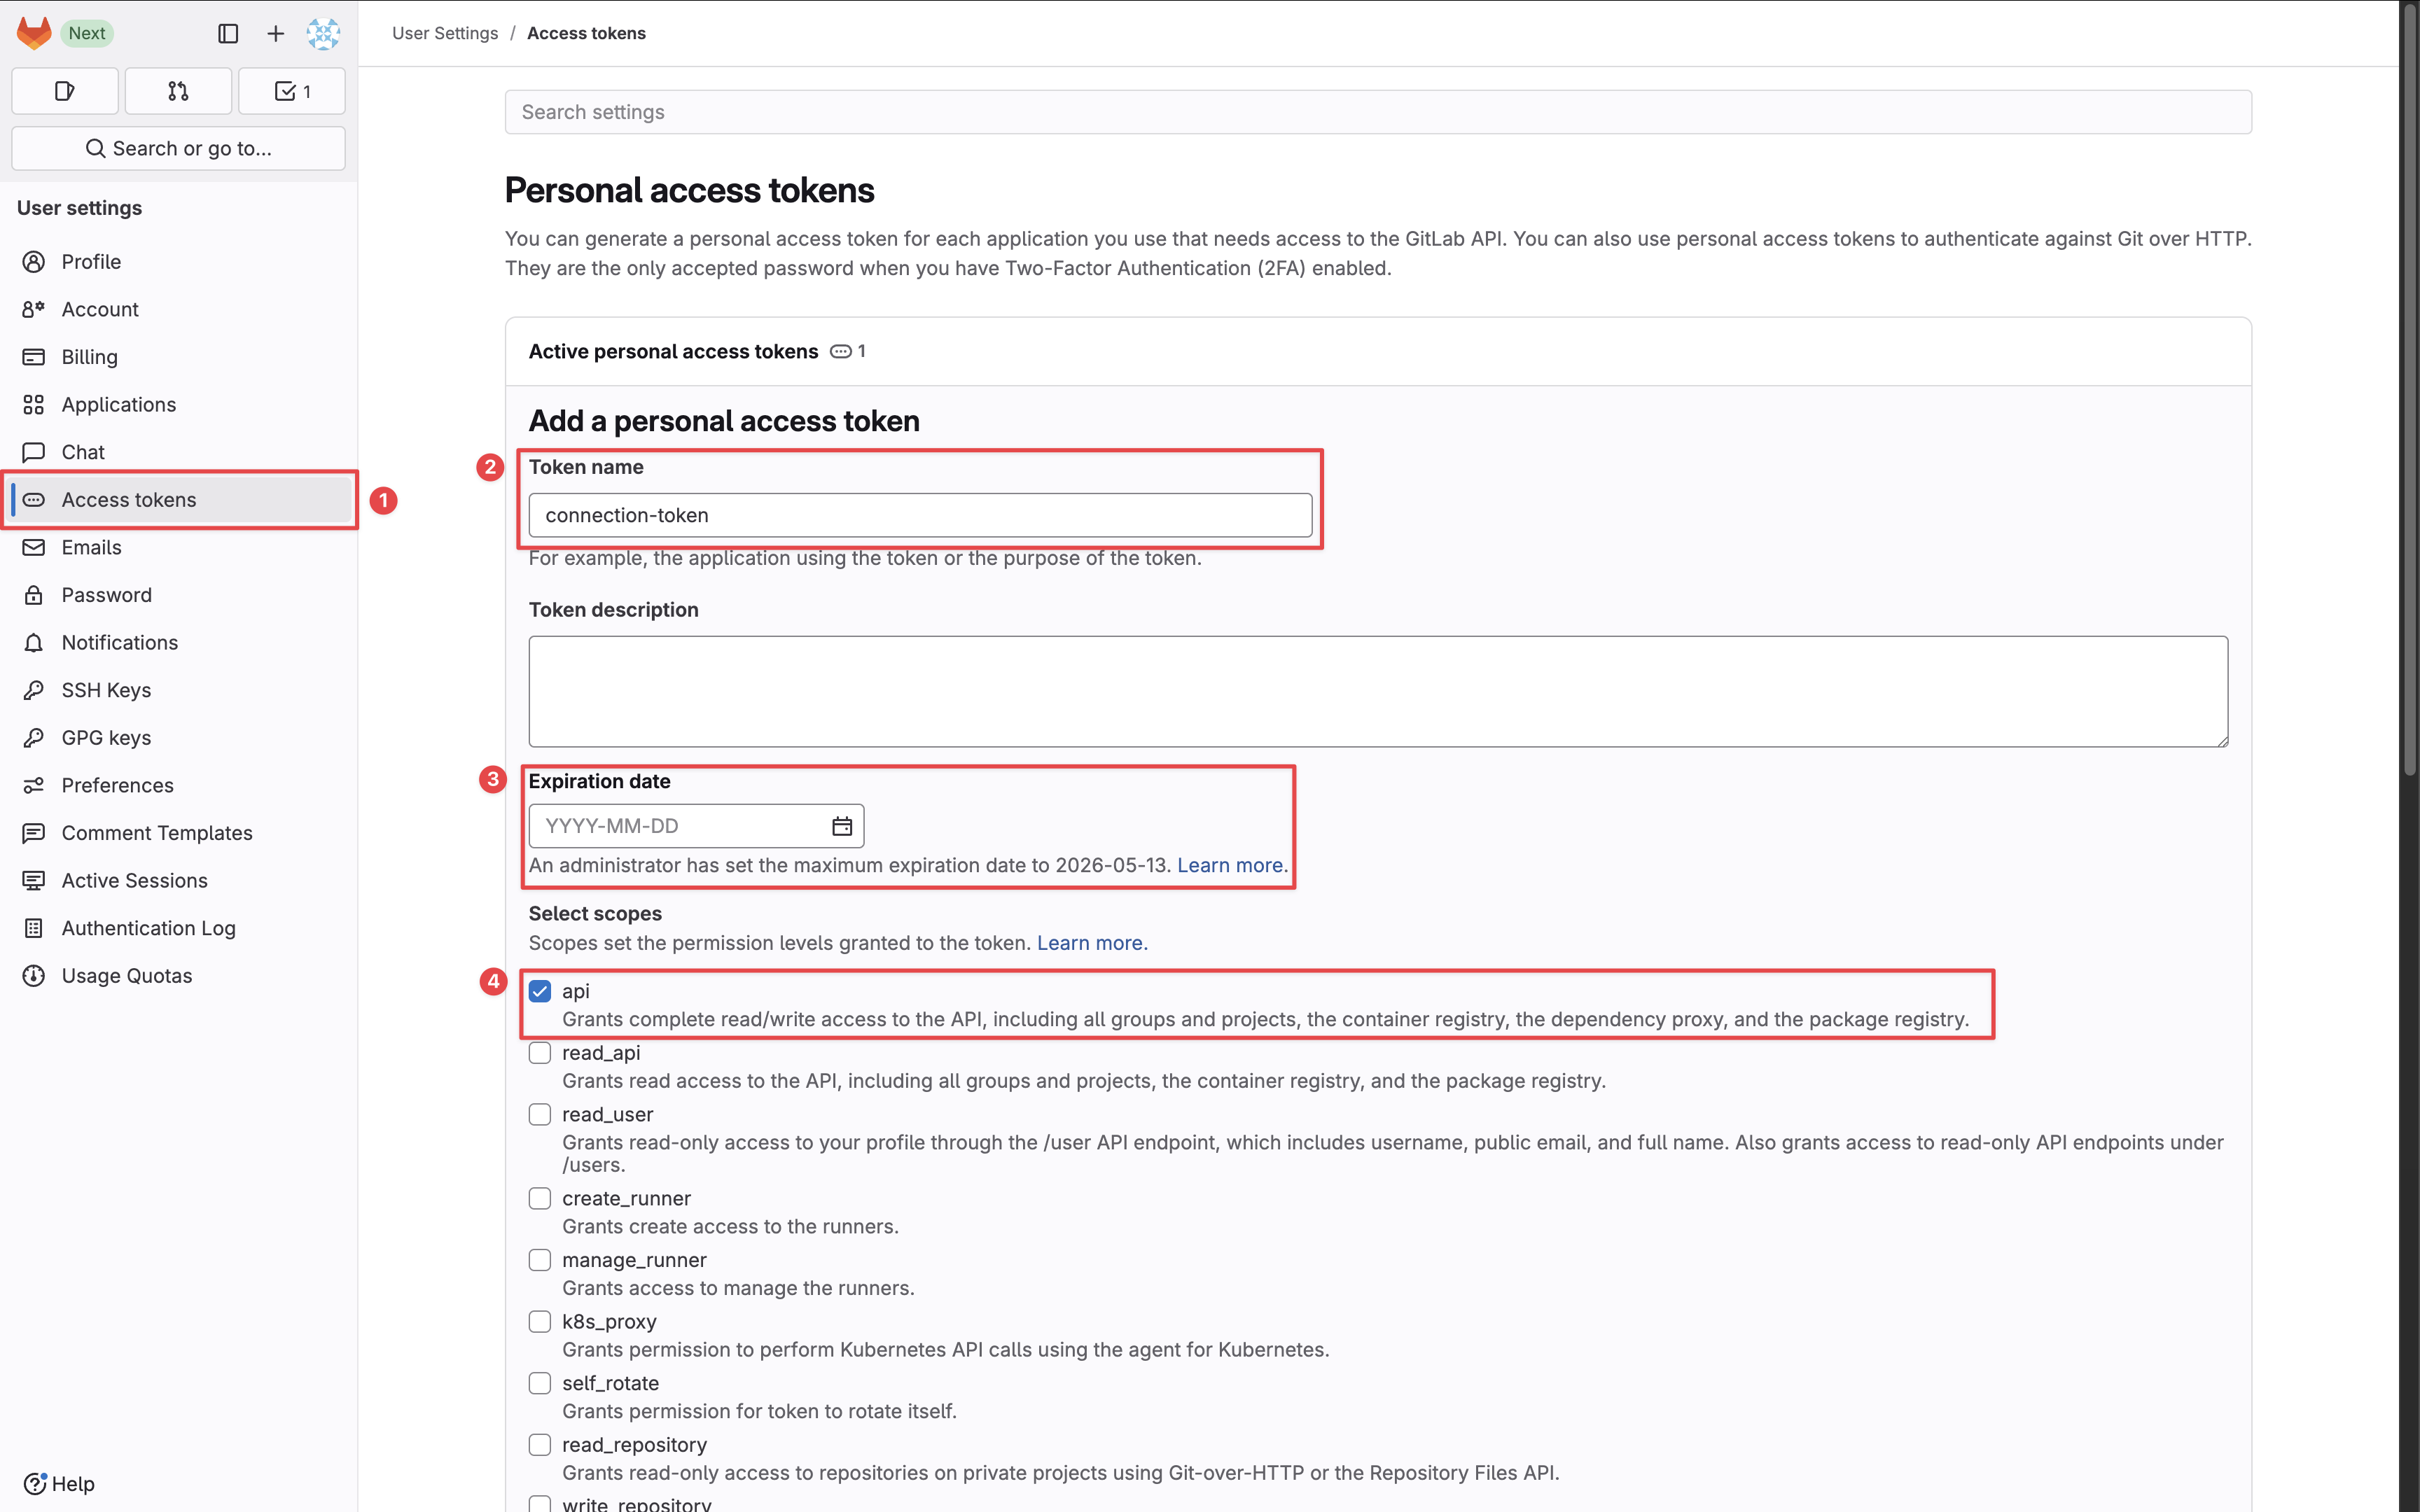 Next
1
Search or go to...
User settings
Profile
Account
Billing
Applications
Chat
Access tokens
1
Emails
Password
Notifications
SSH Keys
GPG keys
Preferences
Comment Templates
Active Sessions
Authentication Log
Usage Quotas
Help
User Settings / Access tokens
Search settings
Personal access tokens
You can generate a personal access token for each application you use that needs access to the GitLab API. You can also use personal access tokens to authenticate against Git over HTTP.
They are the only accepted password when you have Two-Factor Authentication (2FA) enabled.
Active personal access tokens 1
Add a personal access token
2
Token name
connection-token
For example, the application using the token or the purpose of the token.
Token description
3
Expiration date
YYYY-MM-DD
An administrator has set the maximum expiration date to 2026-05-13. Learn more.
Select scopes
Scopes set the permission levels granted to the token. Learn more.
4
api
Grants complete read/write access to the API, including all groups and projects, the container registry, the dependency proxy, and the package registry.
read_api
Grants read access to the API, including all groups and projects, the container registry, and the package registry.
read_user
Grants read-only access to your profile through the /user API endpoint, which includes username, public email, and full name. Also grants access to read-only API endpoints under
/users.
create_runner
Grants create access to the runners.
manage_runner
Grants access to manage the runners.
k8s_proxy
Grants permission to perform Kubernetes API calls using the agent for Kubernetes.
self_rotate
Grants permission for token to rotate itself.
read_repository
Grants read-only access to repositories on private projects using Git-over-HTTP or the Repository Files API.
write_repository